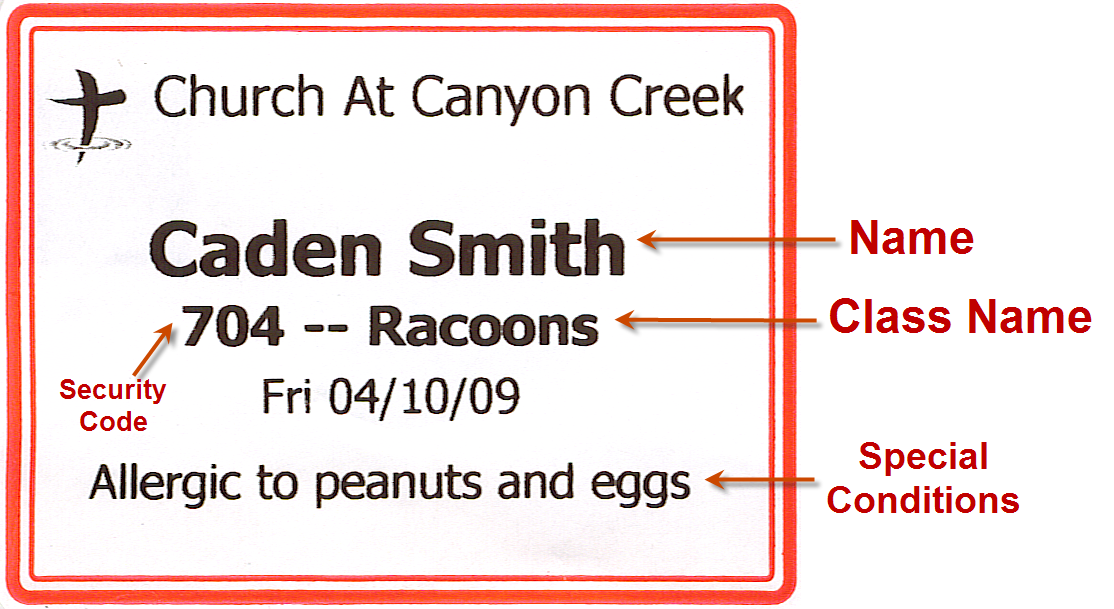 Church At Canyon Creek
Caden Smith
Name
704 -- Racoons
Class Name
Security
Code
Fri 04/10/09
Allergic to peanuts and eggs
Special
Conditions